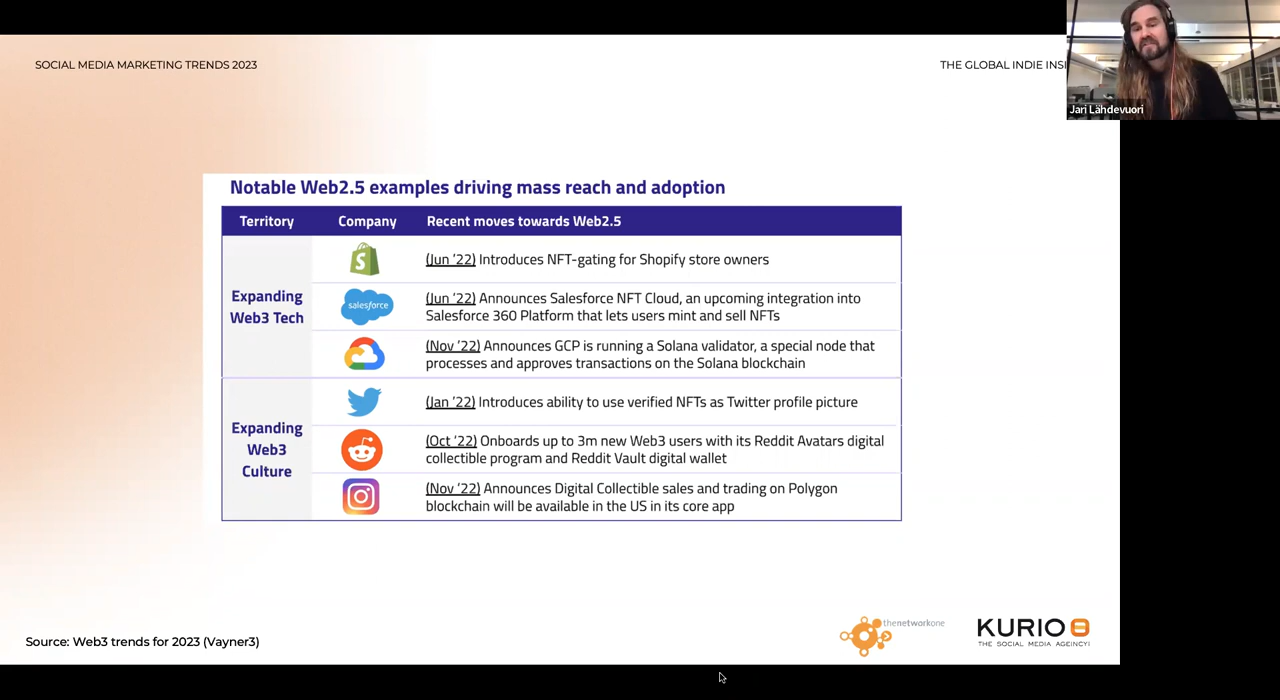 SOCIAL MEDIA MARKETING TRENDS 2023
THE GLOBAL INDIE INSI
Jari Lähdevuori
Notable Web2.5 examples driving mass reach and adoption
Territory Company Recent moves towards Web2.5
Expanding
Web3 Tech
S
(Jun ‘22) Introduces NFT-gating for Shopify store owners
salesforce
(Jun ‘22) Announces Salesforce NFT Cloud, an upcoming integration into
Salesforce 360 Platform that lets users mint and sell NFTs
(Nov ‘22) Announces GCP is running a Solana validator, a special node that
processes and approves transactions on the Solana blockchain
Expanding
Web3
Culture
(Jan ‘22) Introduces ability to use verified NFTs as Twitter profile picture
(Oct ‘22) Onboards up to 3m new Web3 users with its Reddit Avatars digital
collectible program and Reddit Vault digital wallet
(Nov ‘22) Announces Digital Collectible sales and trading on Polygon
blockchain will be available in the US in its core app
Source: Web3 trends for 2023 (Vayner3)
thenetworkone
KURIO
THE SOCIAL MEDIA AGEINCY!